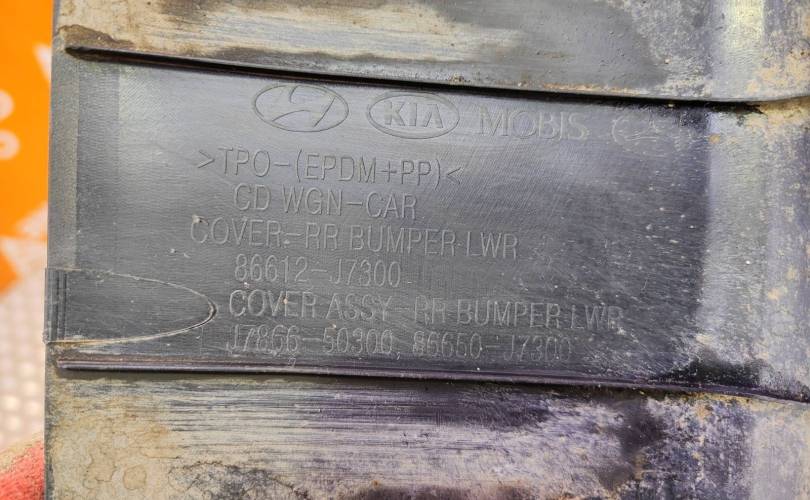 KIA MOBIS
>TPO-(EPDM+PP)<
CD WGN-CAR
COVER-RR BUMPER LWR
86612-J7300
COVER ASSY-RR BUMPER LWR
J7866-50300, 86650-J7300